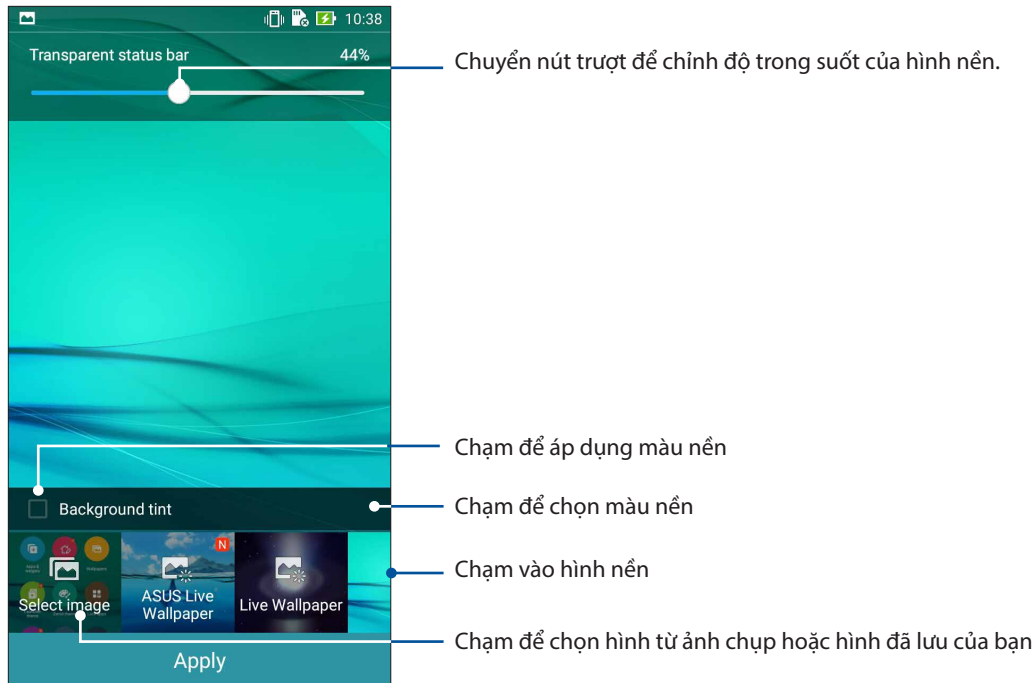 10:38
Transparent status bar 44%
Chuyển nút trượt để chỉnh độ trong suốt của hình nền.
Chạm để áp dụng màu nền
Background tint
Chạm để chọn màu nền
Chạm vào hình nền
N
Select image
ASUS Live
Wallpaper
Live Wallpaper
Chạm để chọn hình từ ảnh chụp hoặc hình đã lưu của bạn
Apply